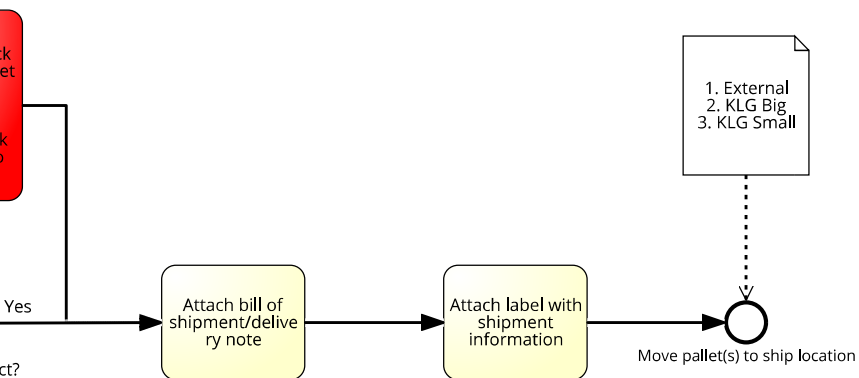 1. External
2. KLG Big
3. KLG Small
Yes
Attach bill of
shipment/delive
ry note
Attach label with
shipment
information
Move pallet(s) to ship location